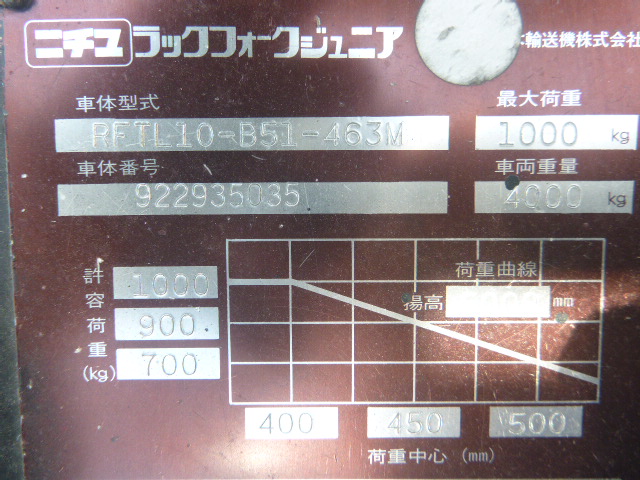 ニチユ ラックフォークジュニア 輸送機株式会社
車体型式 最大荷重
RFTL10-B51-463M 1000 kg
車体番号 車両重量
922935035 4000 kg
荷重曲線
揚高 mm
許容荷重(kg)
1000
900
700
400 450 500
荷重中心 (mm)